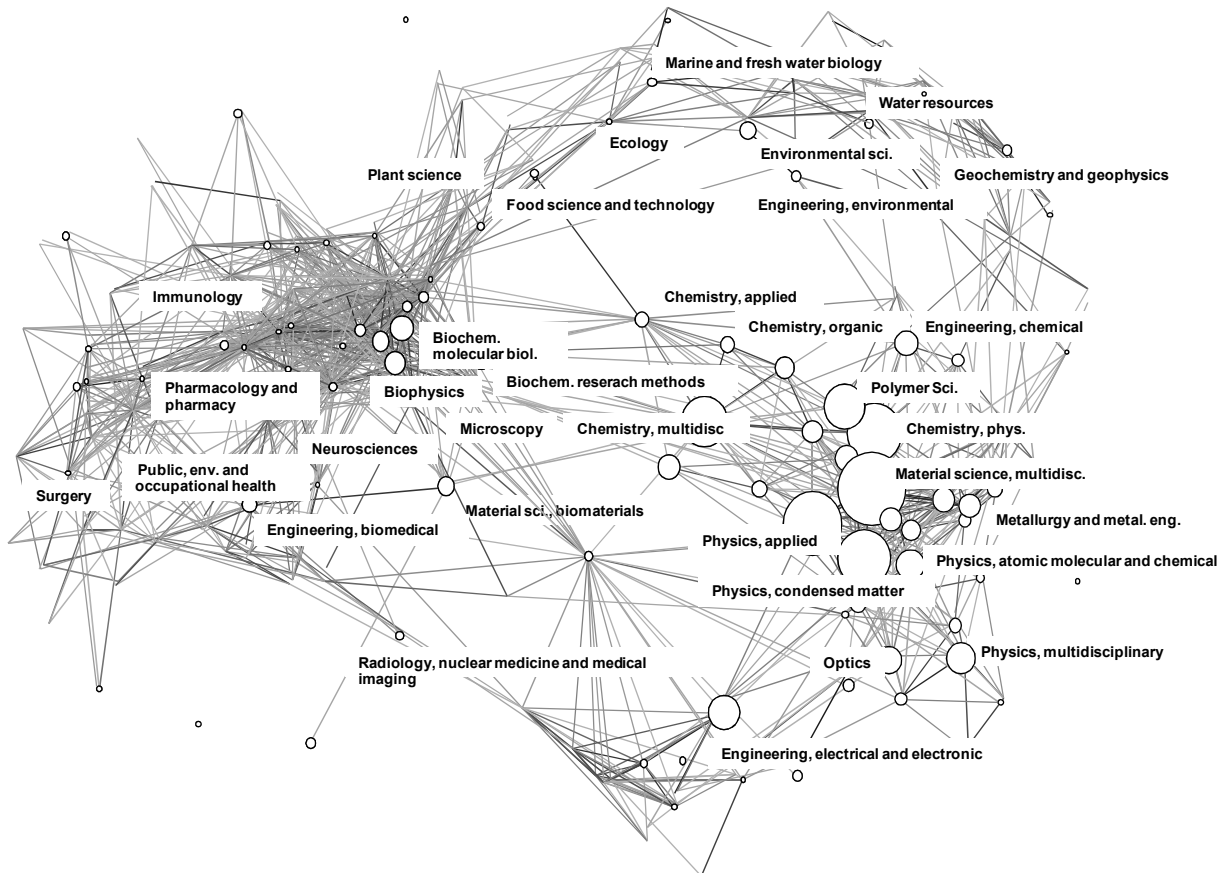 Marine and fresh water biology
Water resources
Ecology
Environmental sci.
Plant science
Geochemistry and geophysics
Food science and technology
Engineering, environmental
Immunology
Chemistry, applied
Chemistry, organic
Engineering, chemical
Biochem.
molecular biol.
Pharmacology and
pharmacy
Biophysics
Biochem. reserach methods
Polymer Sci.
Microscopy
Chemistry, multidisc
Chemistry, phys.
Neurosciences
Public, env. and
occupational health
Material science, multidisc.
Surgery
Material sci., biomaterials
Metallurgy and metal. eng.
Engineering, biomedical
Physics, applied
Physics, atomic molecular and chemical
Physics, condensed matter
Radiology, nuclear medicine and medical
imaging
Optics
Physics, multidisciplinary
Engineering, electrical and electronic